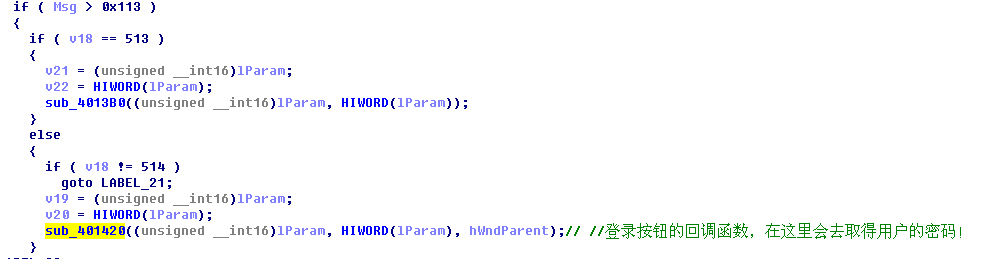 if ( Msg > 0x113 )
{
if ( v18 == 513 )
{
v21 = (unsigned __int16)lParam;
v22 = HIWORD(lParam);
sub_4013B0((unsigned __int16)lParam, HIWORD(lParam));
}
else
{
if ( v18 != 514 )
goto LABEL_21;
v19 = (unsigned __int16)lParam;
v20 = HIWORD(lParam);
sub_401420((unsigned __int16)lParam, HIWORD(lParam), hWndParent);// //登录按钮的回调函数，在这里会去取得用户的密码！
}